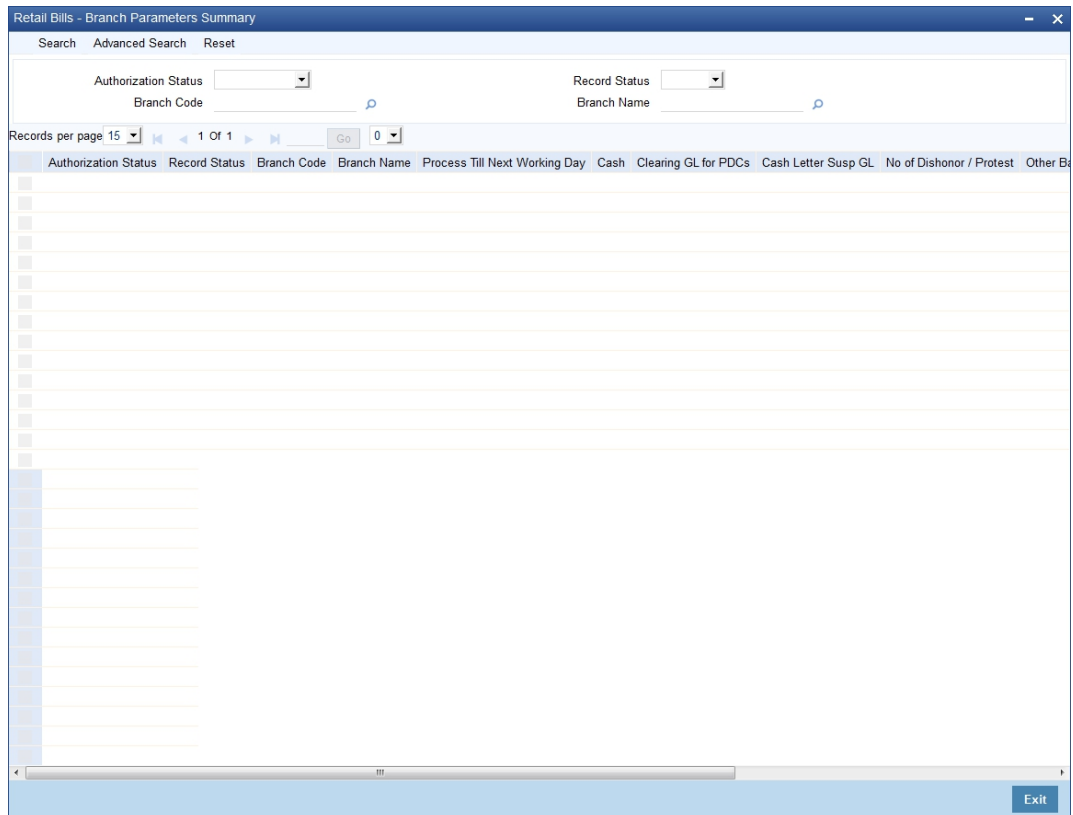 Retail Bills - Branch Parameters Summary
Search Advanced Search Reset
Authorization Status Record Status
Branch Code Branch Name
Records per page 15 1 Of 1 Go 0
Authorization Status Record Status Branch Code Branch Name Process Till Next Working Day Cash Clearing GL for PDCs Cash Letter Susp GL No of Dishonor / Protest Other Ba
Exit